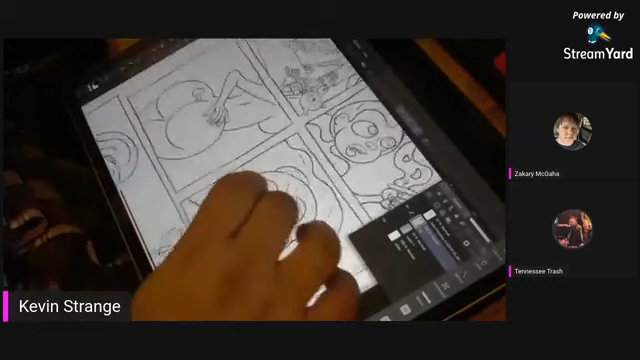 Powered by
StreamYard
Zakary McGaha
Tennessee Trash
Kevin Strange